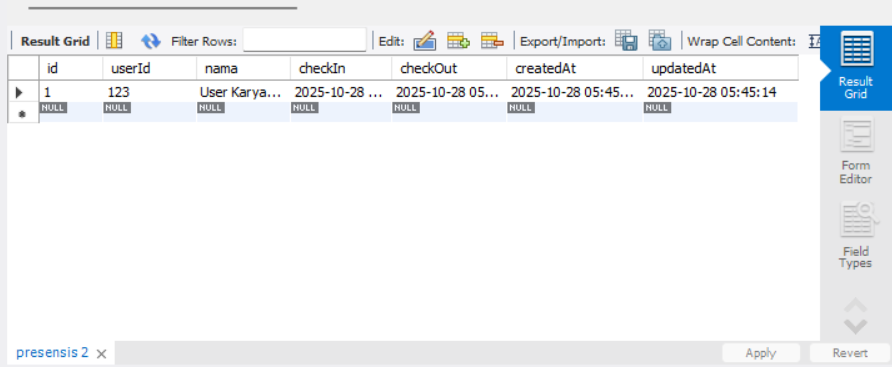 Result Grid Filter Rows: Edit: Export/Import: Wrap Cell Content:
id userId nama checkIn checkOut createdAt updatedAt
1 123 User Karya... 2025-10-28 ... 2025-10-28 05... 2025-10-28 05:45... 2025-10-28 05:45:14
NULL NULL NULL NULL NULL NULL NULL
Result
Grid
Form
Editor
Field
Types
presensis 2
Apply Revert